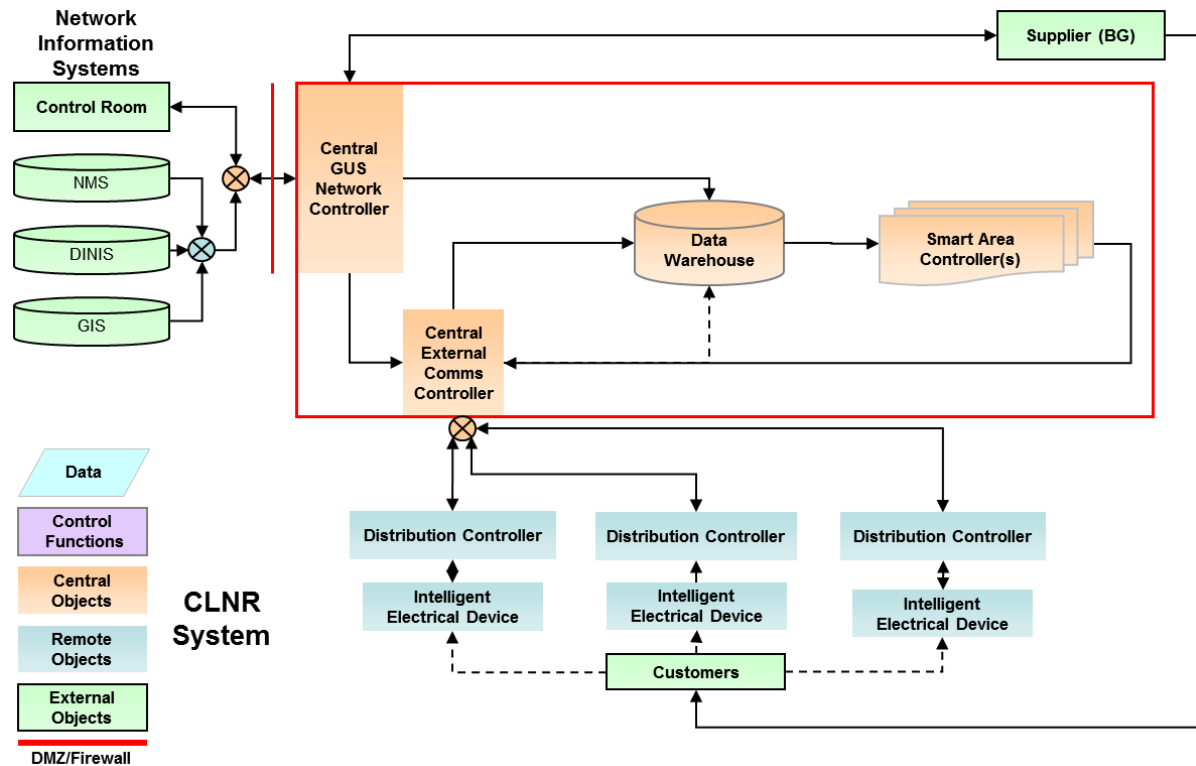 Network
Information
Systems
Control Room
NMS
DINIS
GIS
Supplier (BG)
Central
GUS
Network
Controller
Data
Warehouse
Smart Area
Controller(s)
Central
External
Comms
Controller
Distribution Controller
Distribution Controller
Distribution Controller
Intelligent
Electrical Device
Intelligent
Electrical Device
Intelligent
Electrical Device
Customers
Data
Control
Functions
Central
Objects
Remote
Objects
External
Objects
DMZ/Firewall
CLNR
System